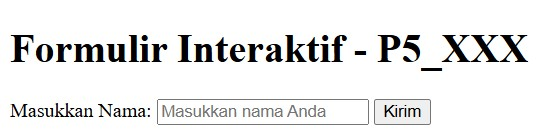 Formulir Interaktif - P5_XXX
Masukkan Nama: Masukkan nama Anda Kirim